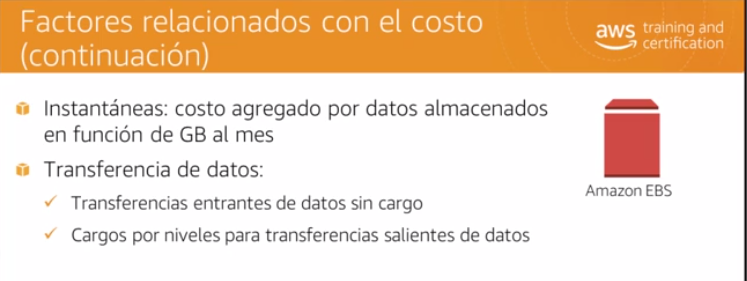 Factores relacionados con el costo
(continuación)
aws training and
certification
Instantáneas: costo agregado por datos almacenados
en función de GB al mes
Transferencia de datos:
Transferencias entrantes de datos sin cargo
Cargos por niveles para transferencias salientes de datos
Amazon EBS